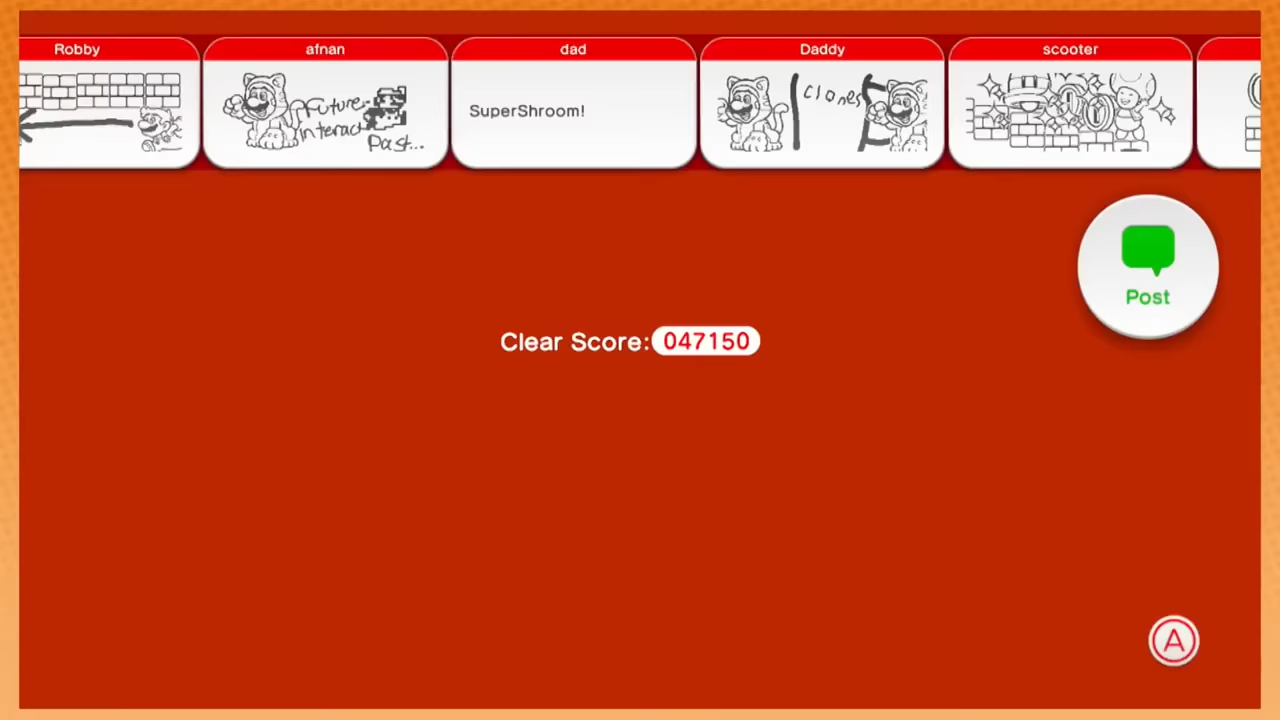 Robby
afnan
dad
Daddy
scooter
Future
interact
Past...
SuperShroom!
clones
Post
Clear Score: 047150
A